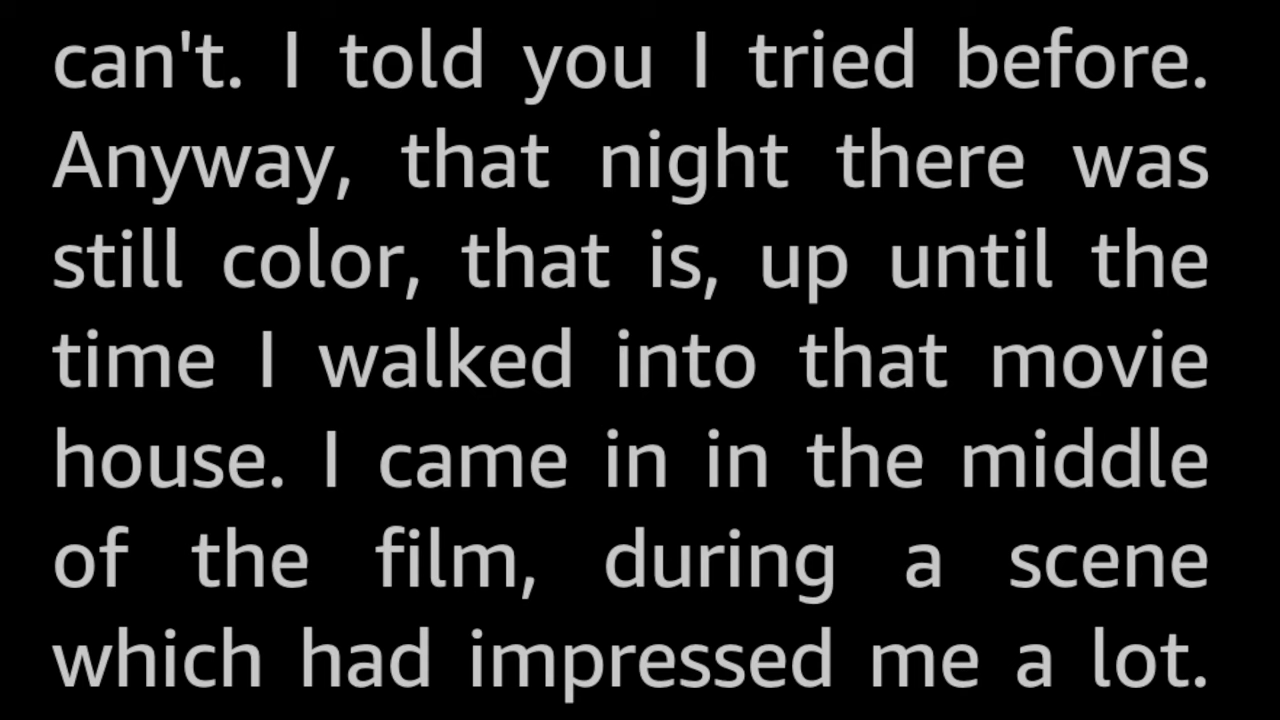 can't. I told you I tried before.
Anyway, that night there was
still color, that is, up until the
time I walked into that movie
house. I came in in the middle
of the film, during a scene
which had impressed me a lot.